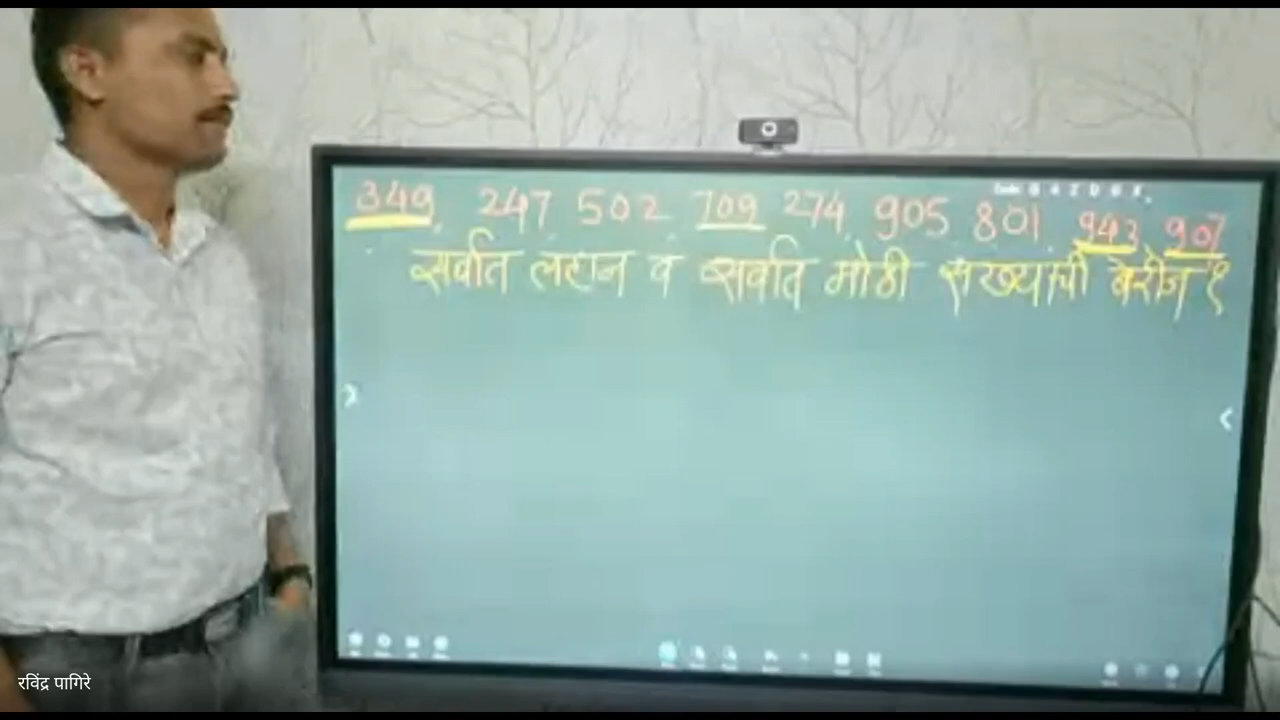 349, 247 502 709 274, 905 801 943 907
सर्वात लहान व सर्वात मोठी संख्यांची बेरीज ?
रविंद्र पागिरे